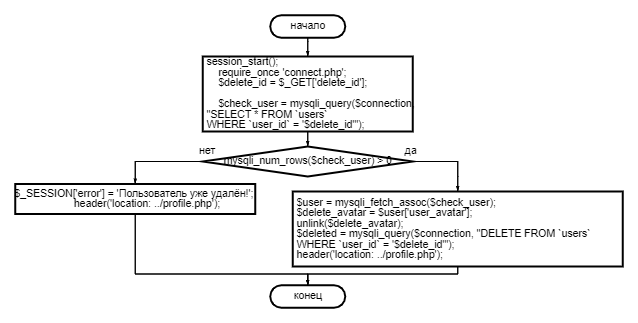 начало
session_start();
require_once 'connect.php';
$delete_id = $_GET['delete_id'];
$check_user = mysqli_query($connection,
"SELECT * FROM `users`
WHERE `user_id` = '$delete_id'");
нет
да
mysqli_num_rows($check_user) > 0
$_SESSION['error'] = 'Пользователь уже удалён!';
header('location: ../profile.php');
$user = mysqli_fetch_assoc($check_user);
$delete_avatar = $user['user_avatar'];
unlink($delete_avatar);
$deleted = mysqli_query($connection, "DELETE FROM `users`
WHERE `user_id` = '$delete_id'");
header('location: ../profile.php');
конец